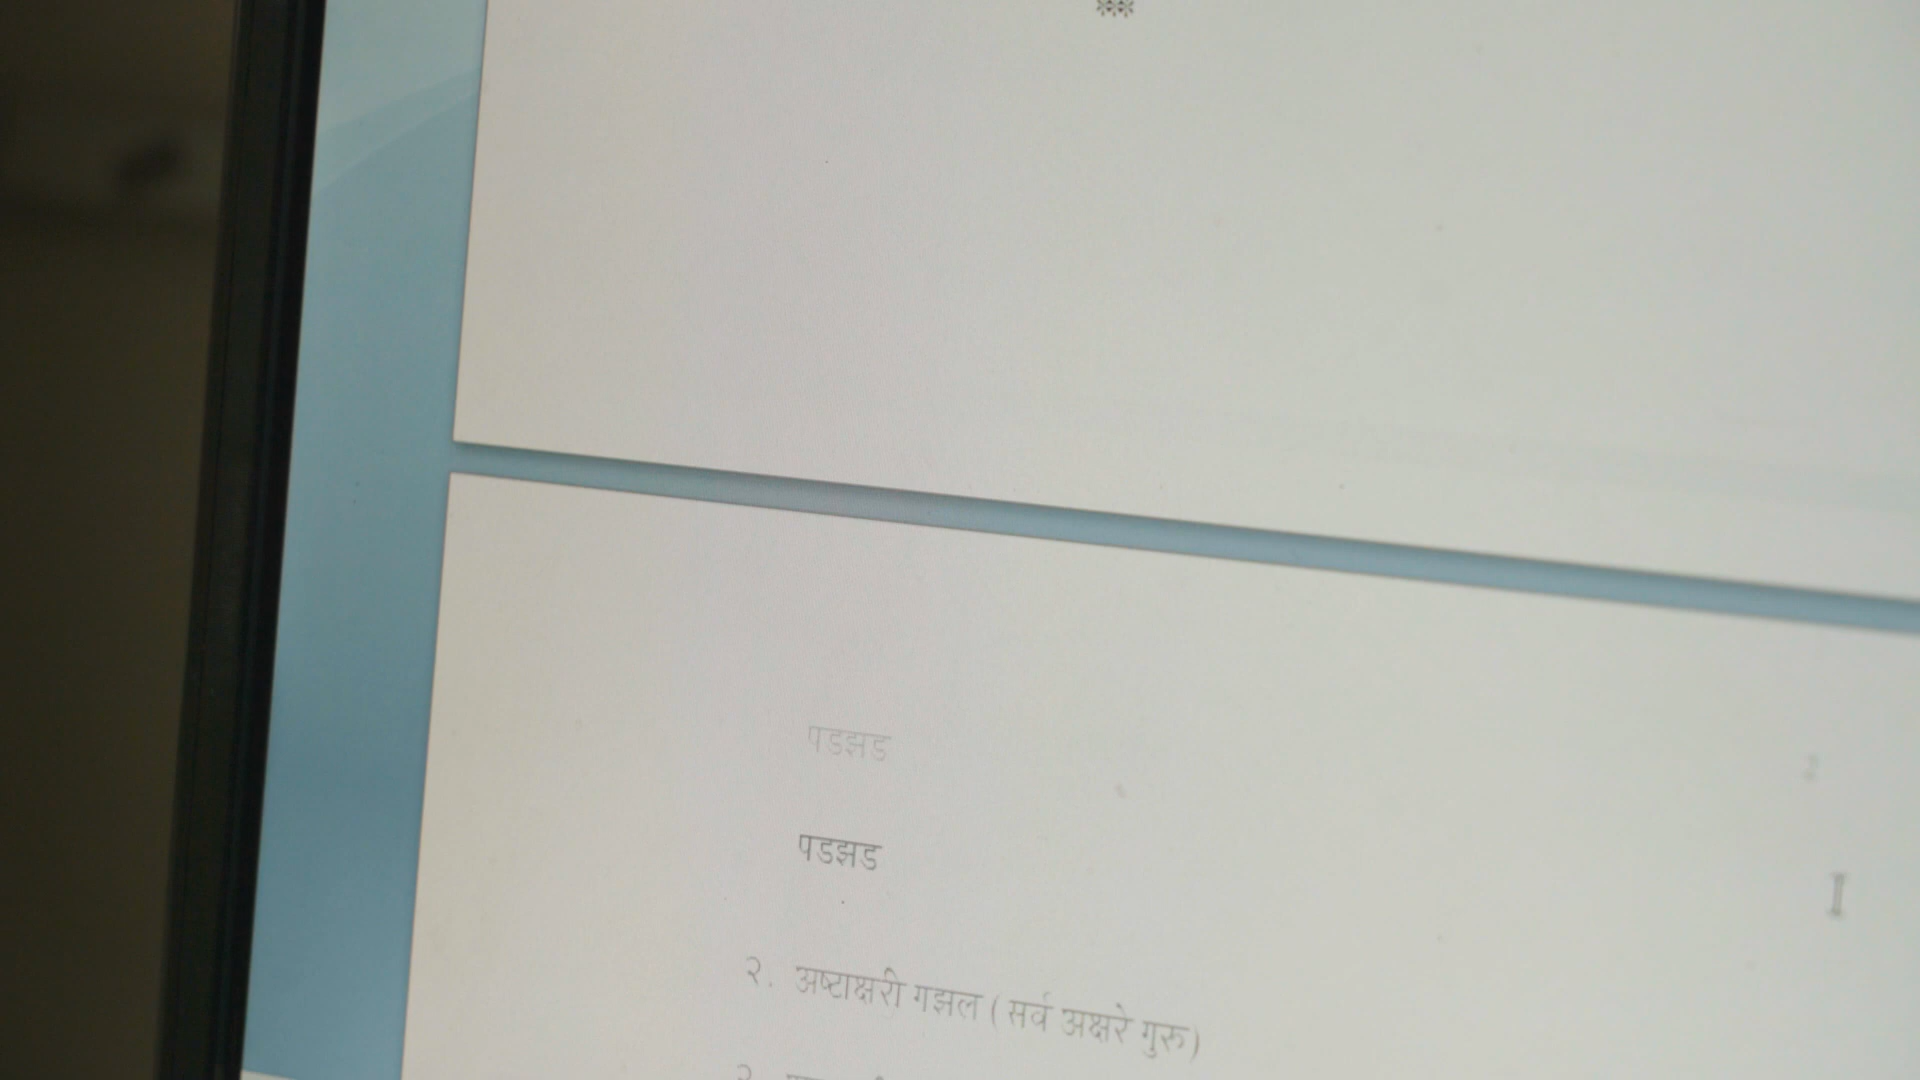 ***
पडझड
पडझड
२. अष्टाक्षरी गझल ( सर्व अक्षरे गुरू)